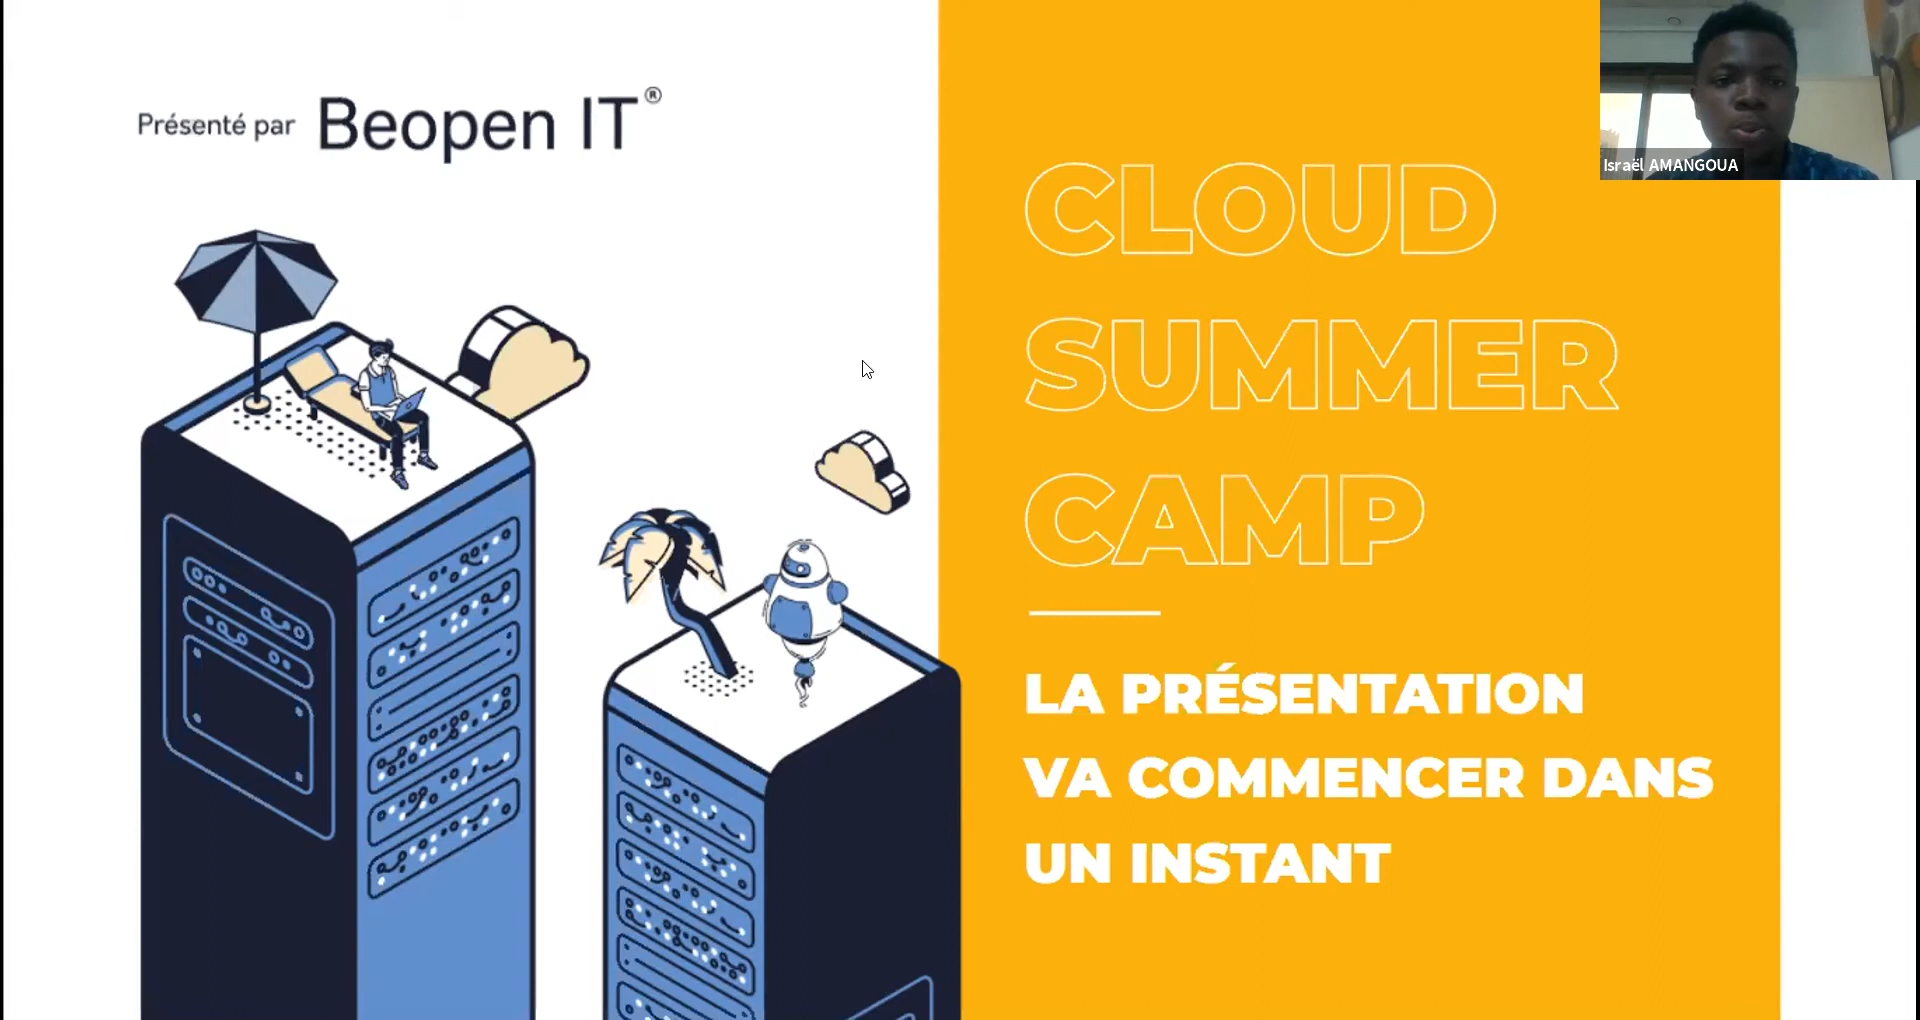 Présenté par Beopen IT®
Israël AMANGOUA
CLOUD
SUMMER
CAMP
LA PRÉSENTATION
VA COMMENCER DANS
UN INSTANT